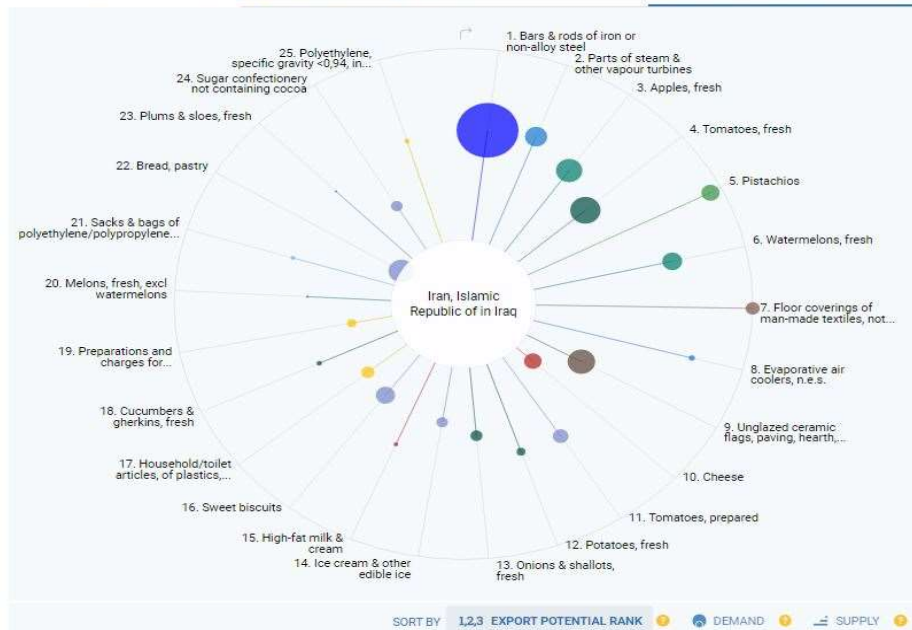 1. Bars & rods of iron or
non-alloy steel
2. Parts of steam &
other vapour turbines
3. Apples, fresh
4. Tomatoes, fresh
5. Pistachios
6. Watermelons, fresh
7. Floor coverings of
man-made textiles, not...
8. Evaporative air
coolers, n.e.s.
9. Unglazed ceramic
flags, paving, hearth,...
10. Cheese
11. Tomatoes, prepared
12. Potatoes, fresh
13. Onions & shallots,
fresh
14. Ice cream & other
edible ice
15. High-fat milk &
cream
16. Sweet biscuits
17. Household/toilet
articles, of plastics,...
18. Cucumbers &
gherkins, fresh
19. Preparations and
charges for...
20. Melons, fresh, excl
watermelons
21. Sacks & bags of
polyethylene/polypropylene...
22. Bread, pastry
23. Plums & sloes, fresh
24. Sugar confectionery
not containing cocoa
25. Polyethylene,
specific gravity <0,94, in...
Iran, Islamic
Republic of in Iraq
SORT BY 1,2,3 EXPORT POTENTIAL RANK ? DEMAND ? SUPPLY ?